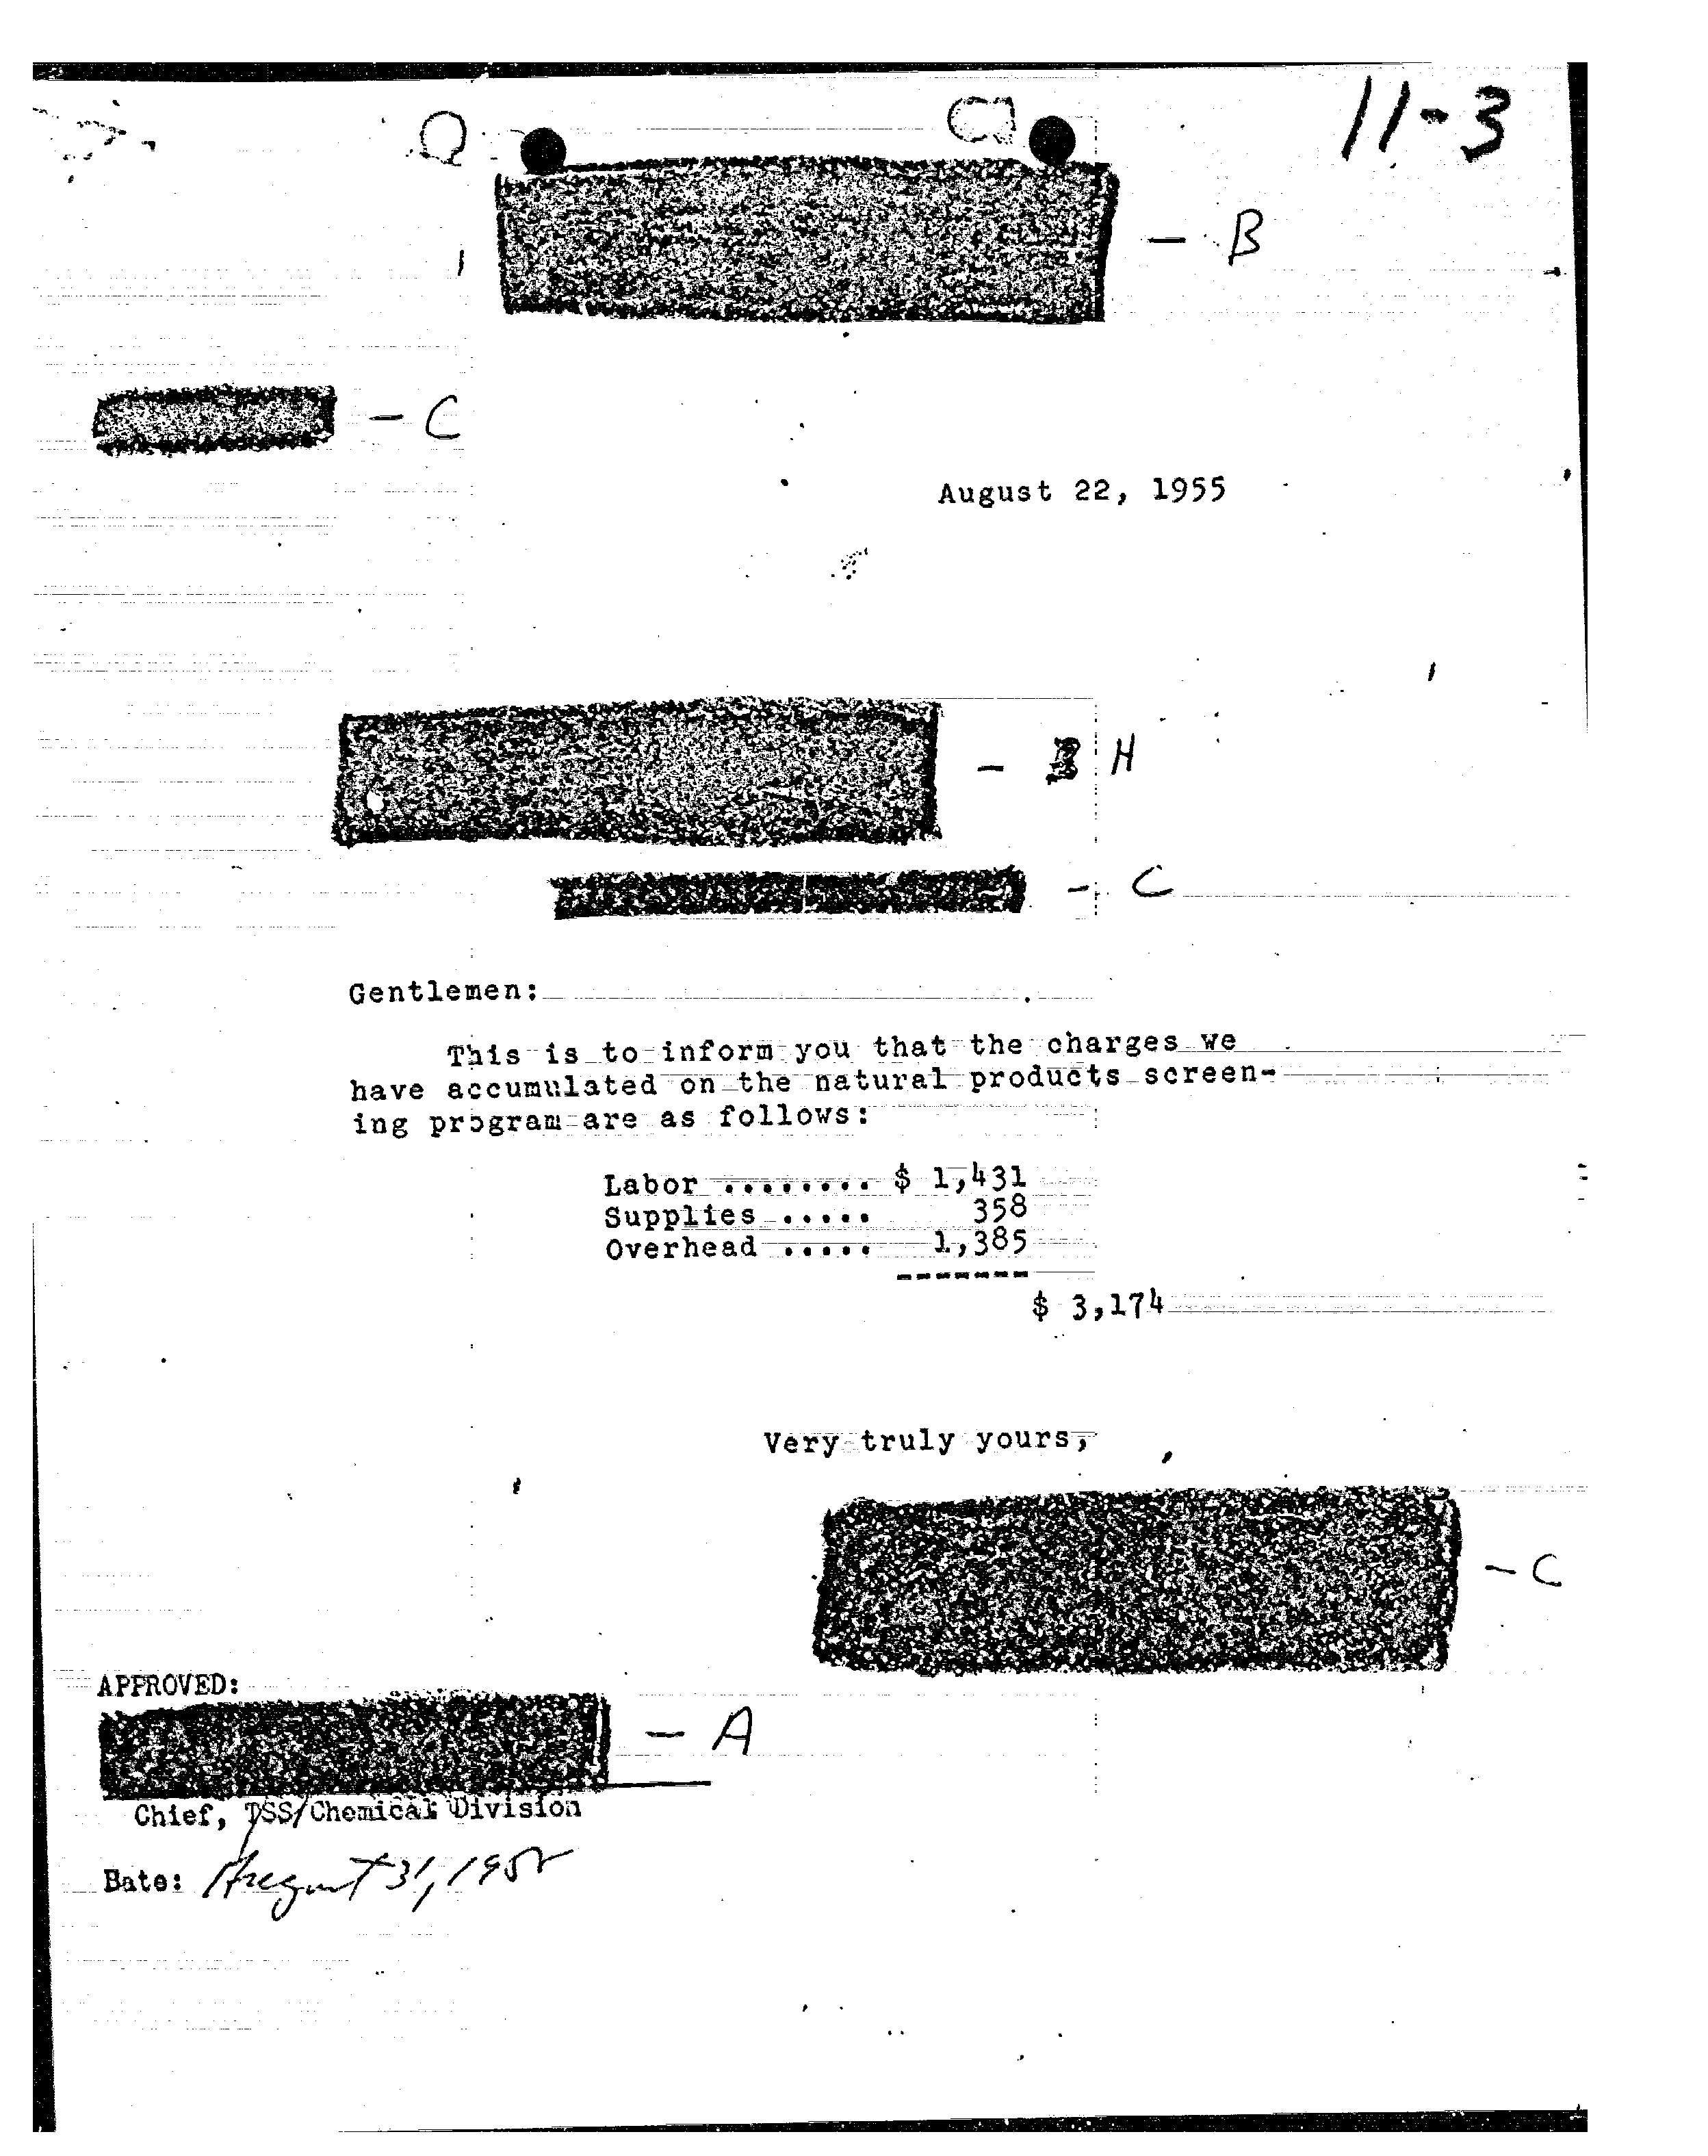 11-3
- B
- C
August 22, 1955
- H
- C
Gentlemen:
This is to inform you that the charges we
have accumulated on the natural products screen-
ing program are as follows:
Labor ........ $ 1,431
Supplies ..... 358
Overhead ..... 1,385
-------
$ 3,174
Very truly yours,
- C
APPROVED:
- A
Chief, TSS/Chemical Division
Date: August 31, 1955